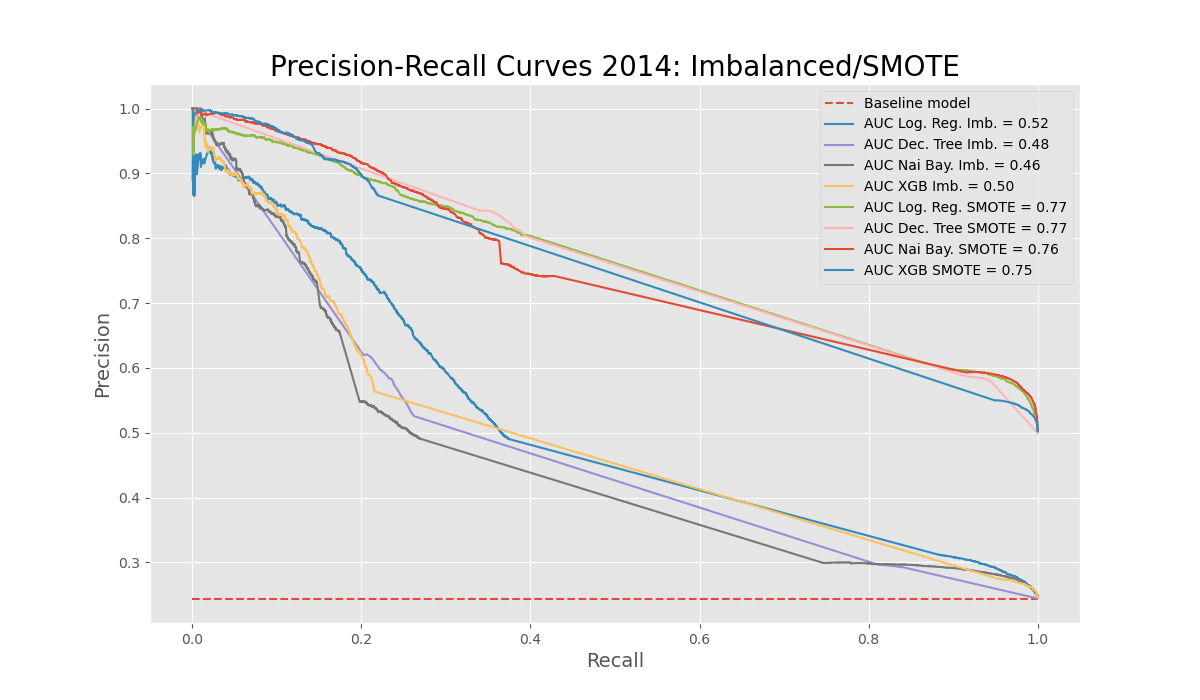 Precision-Recall Curves 2014: Imbalanced/SMOTE
Baseline model
AUC Log. Reg. Imb. = 0.52
AUC Dec. Tree Imb. = 0.48
AUC Nai Bay. Imb. = 0.46
AUC XGB Imb. = 0.50
AUC Log. Reg. SMOTE = 0.77
AUC Dec. Tree SMOTE = 0.77
AUC Nai Bay. SMOTE = 0.76
AUC XGB SMOTE = 0.75
Precision
1.0
0.9
0.8
0.7
0.6
0.5
0.4
0.3
0.0 0.2 0.4 0.6 0.8 1.0
Recall